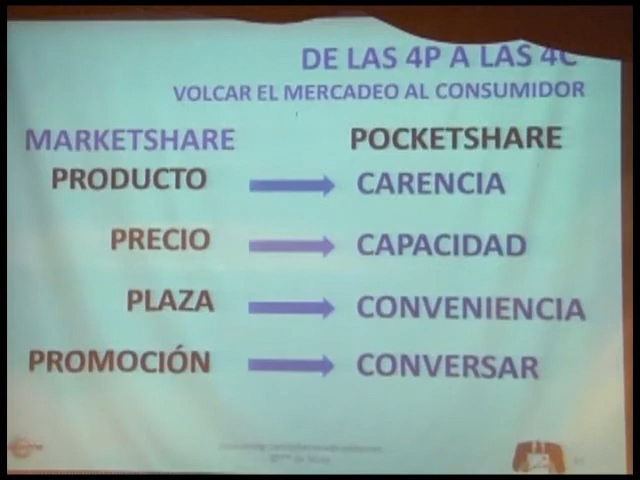 DE LAS 4P A LAS 4C
VOLCAR EL MERCADEO AL CONSUMIDOR
MARKETSHARE POCKETSHARE
PRODUCTO CARENCIA
PRECIO CAPACIDAD
PLAZA CONVENIENCIA
PROMOCIÓN CONVERSAR